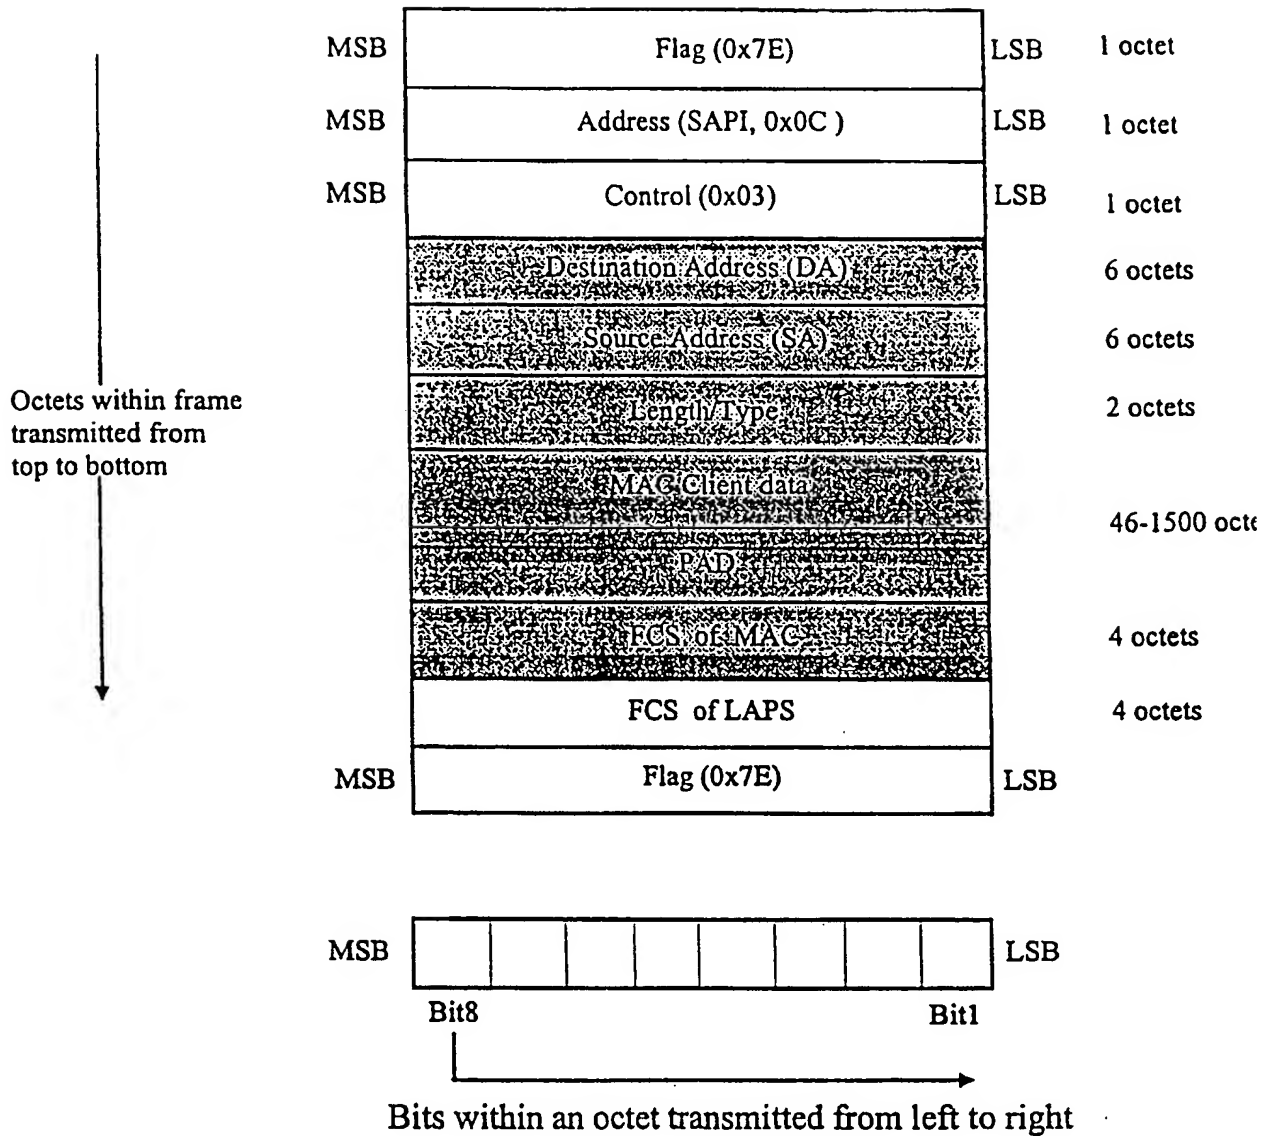 MSB Flag (0x7E) LSB 1 octet
MSB Address (SAPI, 0x0C ) LSB 1 octet
MSB Control (0x03) LSB 1 octet
Destination Address (DA) 6 octets
Source Address (SA) 6 octets
Length/Type 2 octets
Octets within frame
transmitted from
top to bottom
MAC Client data
46-1500 octe
PAD
FCS of MAC 4 octets
FCS of LAPS 4 octets
MSB Flag (0x7E) LSB
MSB LSB
Bit8 Bit1
Bits within an octet transmitted from left to right